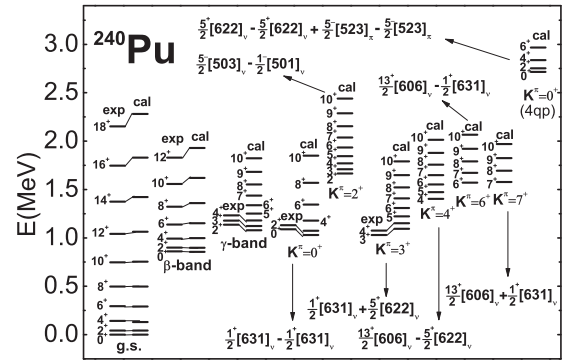 ²⁴⁰Pu
E(MeV)
3.0
2.5
2.0
1.5
1.0
0.5
0.0
5/2⁺[622]ᵥ - 5/2⁺[622]ᵥ + 5/2⁻[523]π - 5/2⁻[523]π
5/2[503]ᵥ - 1/2⁻[501]ᵥ
13/2⁺[606]ᵥ - 1/2⁺[631]ᵥ
cal
6⁺
4⁺
2⁺
0⁺
K^π=0⁺
(4qp)
exp cal
18⁺
16⁺
14⁺
12⁺
10⁺
8⁺
6⁺
4⁺
2⁺
0⁺
g.s.
exp cal
12⁺
10⁺
8⁺
6⁺
4⁺
2⁺
0⁺
β-band
cal
10⁺
9⁺
8⁺
7⁺
6⁺
5⁺
exp
4⁺
3⁺
2⁺
γ-band
cal
10⁺
8⁺
6⁺
4⁺
exp
2⁺
0⁺
K^π=0⁺
cal
10⁺
9⁺
8⁺
7⁺
6⁺
5⁺
4⁺
3⁺
2⁺
K^π=2⁺
cal
10⁺
9⁺
8⁺
7⁺
6⁺
5⁺
exp
4⁺
3⁺
K^π=3⁺
cal
10⁺
9⁺
8⁺
7⁺
6⁺
5⁺
4⁺
K^π=4⁺
cal
10⁺
9⁺
8⁺
7⁺
6⁺
K^π=6⁺
cal
10⁺
9⁺
8⁺
7⁺
K^π=7⁺
13/2⁺[606]ᵥ + 1/2⁺[631]ᵥ
1/2⁺[631]ᵥ + 5/2⁺[622]ᵥ
1/2⁺[631]ᵥ - 1/2⁺[631]ᵥ
13/2⁺[606]ᵥ - 5/2⁺[622]ᵥ